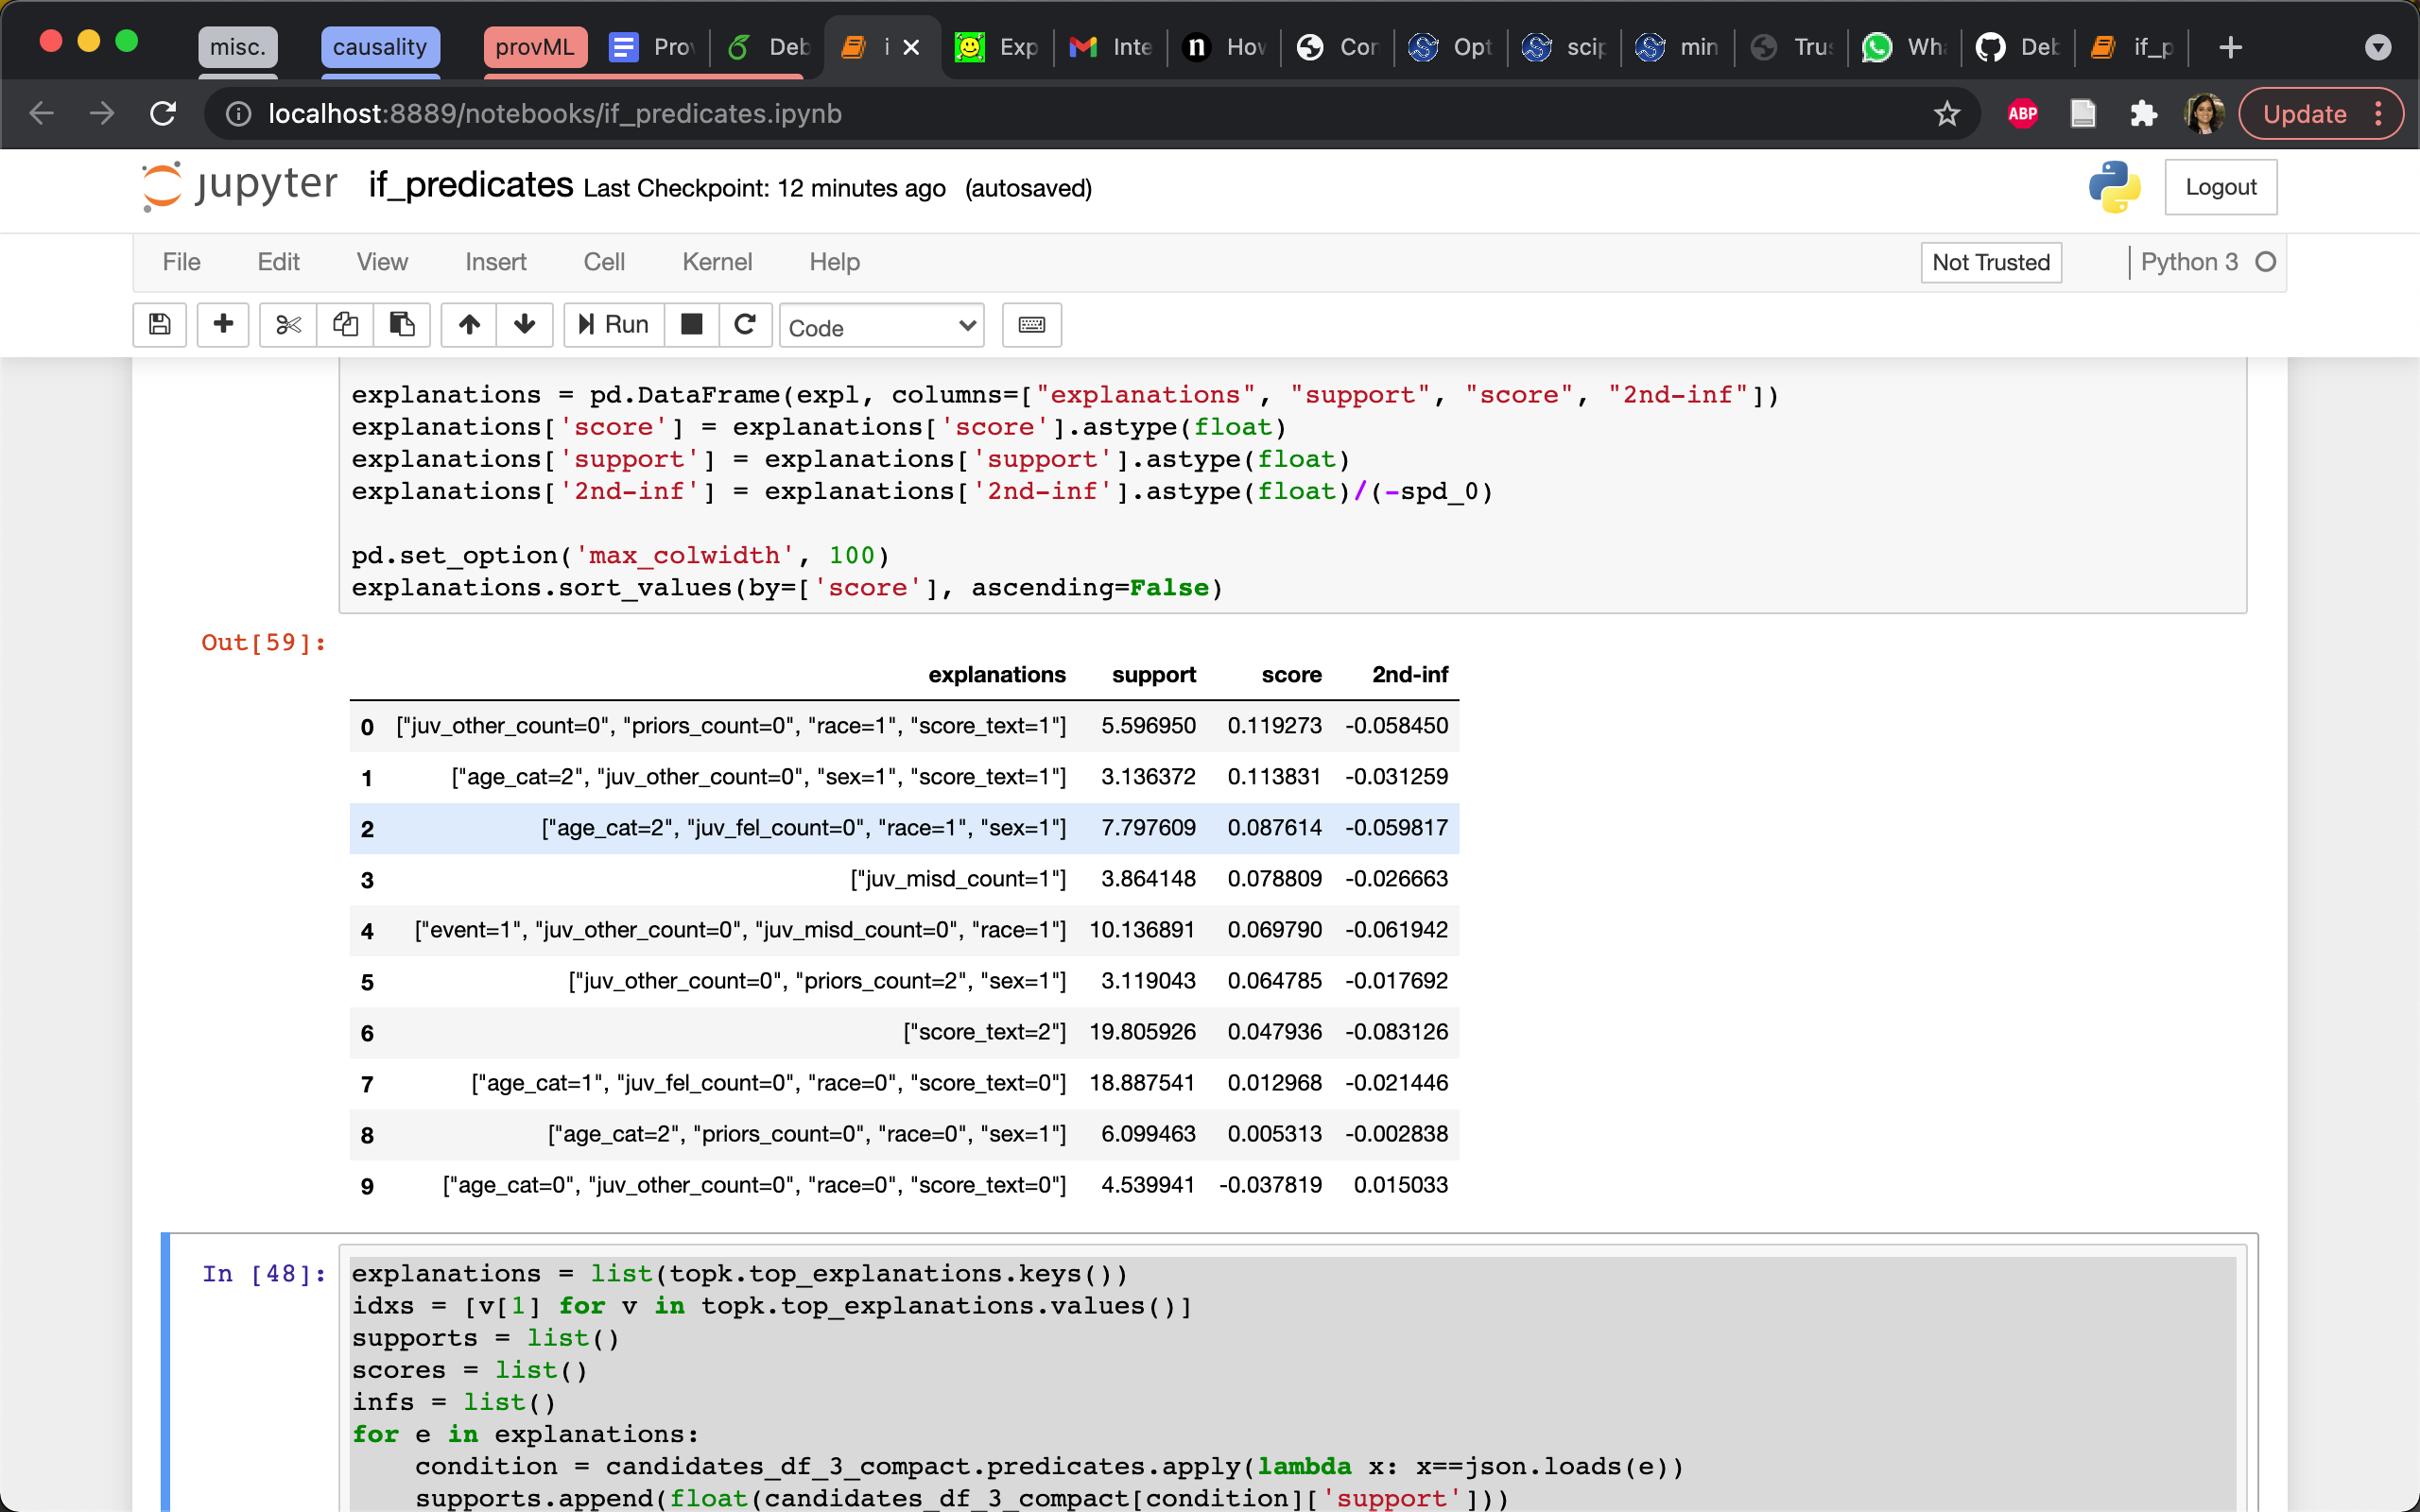 misc. causality provML Prov Deb i Exp Inte n How Cor Opt scip min Trus Wha Deb if_p
localhost:8889/notebooks/if_predicates.ipynb ABP Update
jupyter if_predicates Last Checkpoint: 12 minutes ago (autosaved) Logout
File Edit View Insert Cell Kernel Help Not Trusted Python 3
Run Code
explanations = pd.DataFrame(expl, columns=["explanations", "support", "score", "2nd-inf"])
explanations['score'] = explanations['score'].astype(float)
explanations['support'] = explanations['support'].astype(float)
explanations['2nd-inf'] = explanations['2nd-inf'].astype(float)/(-spd_0)
pd.set_option('max_colwidth', 100)
explanations.sort_values(by=['score'], ascending=False)
Out[59]:
explanations support score 2nd-inf
0 ["juv_other_count=0", "priors_count=0", "race=1", "score_text=1"] 5.596950 0.119273 -0.058450
1 ["age_cat=2", "juv_other_count=0", "sex=1", "score_text=1"] 3.136372 0.113831 -0.031259
2 ["age_cat=2", "juv_fel_count=0", "race=1", "sex=1"] 7.797609 0.087614 -0.059817
3 ["juv_misd_count=1"] 3.864148 0.078809 -0.026663
4 ["event=1", "juv_other_count=0", "juv_misd_count=0", "race=1"] 10.136891 0.069790 -0.061942
5 ["juv_other_count=0", "priors_count=2", "sex=1"] 3.119043 0.064785 -0.017692
6 ["score_text=2"] 19.805926 0.047936 -0.083126
7 ["age_cat=1", "juv_fel_count=0", "race=0", "score_text=0"] 18.887541 0.012968 -0.021446
8 ["age_cat=2", "priors_count=0", "race=0", "sex=1"] 6.099463 0.005313 -0.002838
9 ["age_cat=0", "juv_other_count=0", "race=0", "score_text=0"] 4.539941 -0.037819 0.015033
In [48]: explanations = list(topk.top_explanations.keys())
idxs = [v[1] for v in topk.top_explanations.values()]
supports = list()
scores = list()
infs = list()
for e in explanations:
condition = candidates_df_3_compact.predicates.apply(lambda x: x==json.loads(e))
supports.append(float(candidates_df_3_compact[condition]['support']))